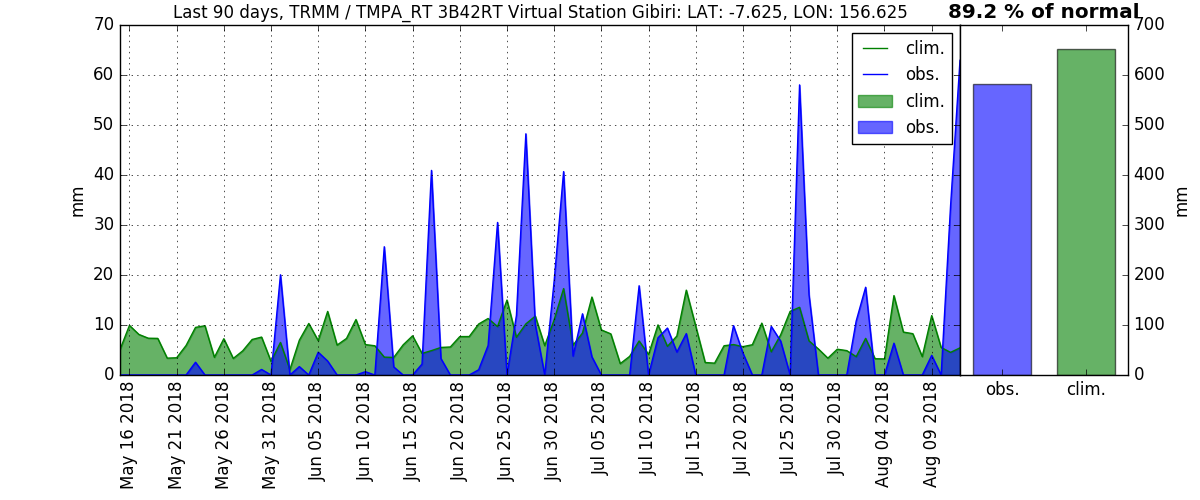 Last 90 days, TRMM / TMPA_RT 3B42RT Virtual Station Gibiri: LAT: -7.625, LON: 156.625
89.2 % of normal
70
60
50
40
30
20
10
0
mm
clim.
obs.
clim.
obs.
700
600
500
400
300
200
100
0
mm
obs.
clim.
May 16 2018
May 21 2018
May 26 2018
May 31 2018
Jun 05 2018
Jun 10 2018
Jun 15 2018
Jun 20 2018
Jun 25 2018
Jun 30 2018
Jul 05 2018
Jul 10 2018
Jul 15 2018
Jul 20 2018
Jul 25 2018
Jul 30 2018
Aug 04 2018
Aug 09 2018